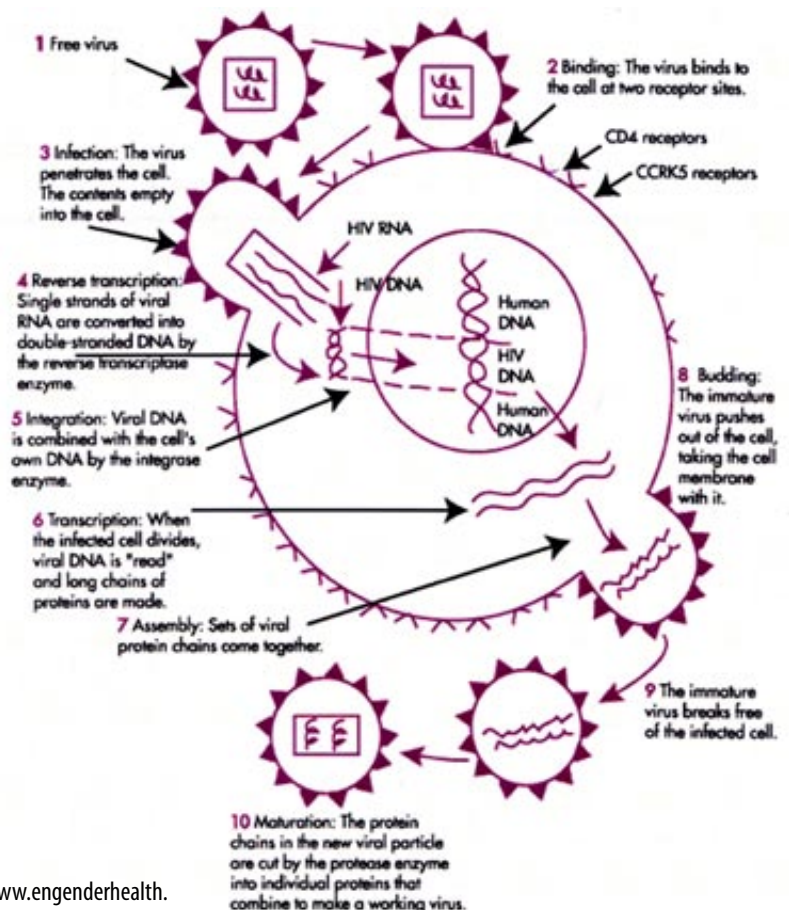 1 Free virus
2 Binding: The virus binds to
the cell at two receptor sites.
CD4 receptors
CCRK5 receptors
3 Infection: The virus
penetrates the cell.
The contents empty
into the cell.
HIV RNA
HIV DNA
4 Reverse transcription:
Single strands of viral
RNA are converted into
double-stranded DNA by
the reverse transcriptase
enzyme.
Human
DNA
HIV
DNA
Human
DNA
5 Integration: Viral DNA
is combined with the cell's
own DNA by the integrase
enzyme.
6 Transcription: When
the infected cell divides,
viral DNA is "read"
and long chains of
proteins are made.
7 Assembly: Sets of viral
protein chains come together.
8 Budding:
The immature
virus pushes
out of the cell,
taking the cell
membrane
with it.
9 The immature
virus breaks free
of the infected cell.
10 Maturation: The protein
chains in the new viral particle
are cut by the protease enzyme
into individual proteins that
combine to make a working virus.
ww.engenderhealth.